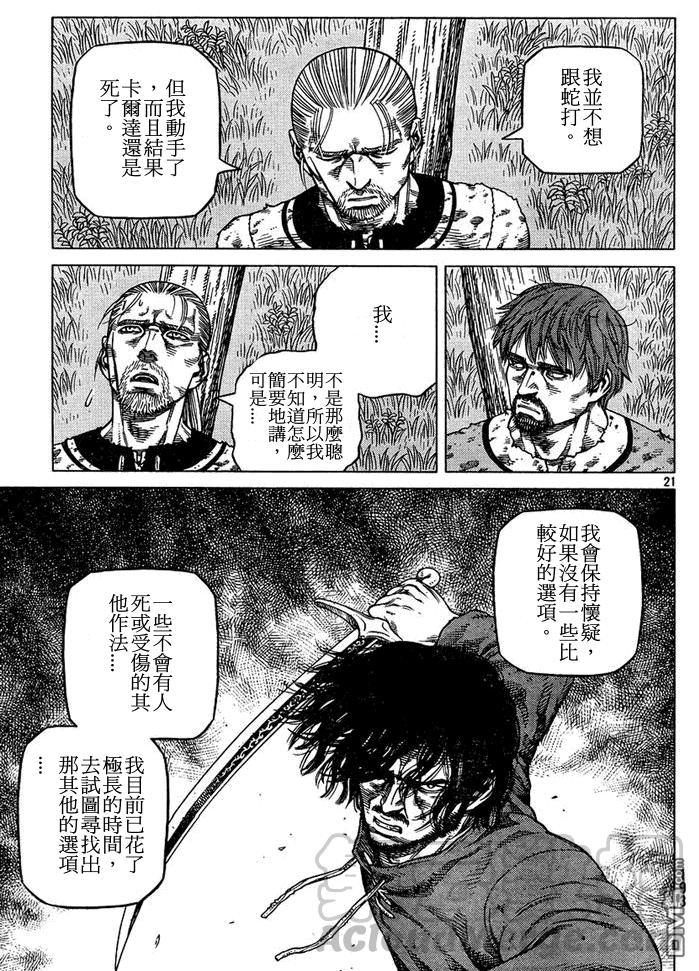 我並不想
跟蛇打。
但我動手了
，而且結果
卡爾達還是
死了。
我……
不是那麼聰
明，所以我
不知道怎麼
簡要地講，
可是……
21
我會保持懷疑，
如果沒有一些比
較好的選項。
一些不會有人
死或受傷的其
他作法……
我目前已花了
極長的時間，
去試圖尋找出
那其他的選項
……